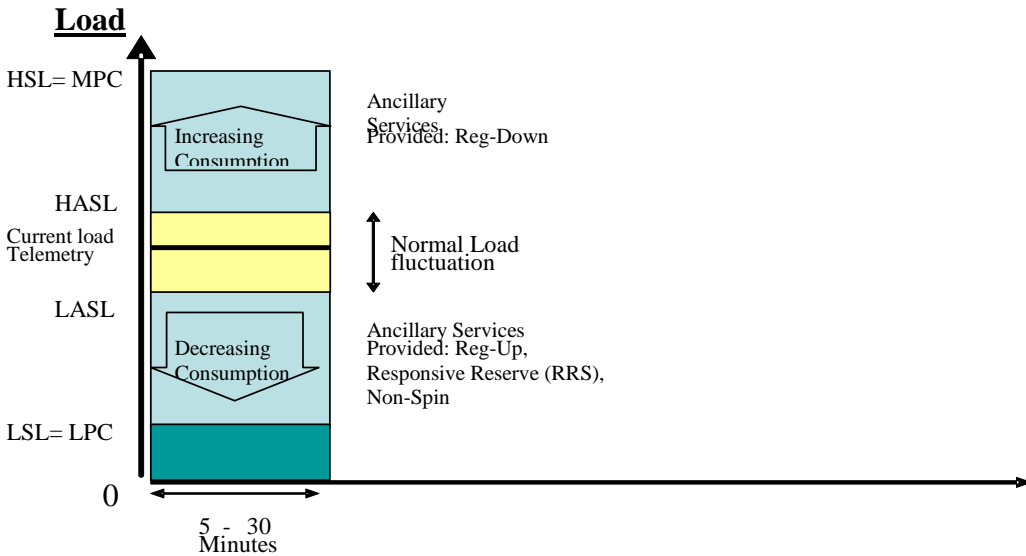 Load
HSL= MPC
Ancillary
Services
Provided: Reg-Down
Increasing
Consumption
HASL
Current load
Telemetry
Normal Load
fluctuation
LASL
Ancillary Services
Provided: Reg-Up,
Responsive Reserve (RRS),
Non-Spin
Decreasing
Consumption
LSL= LPC
0
5 - 30
Minutes